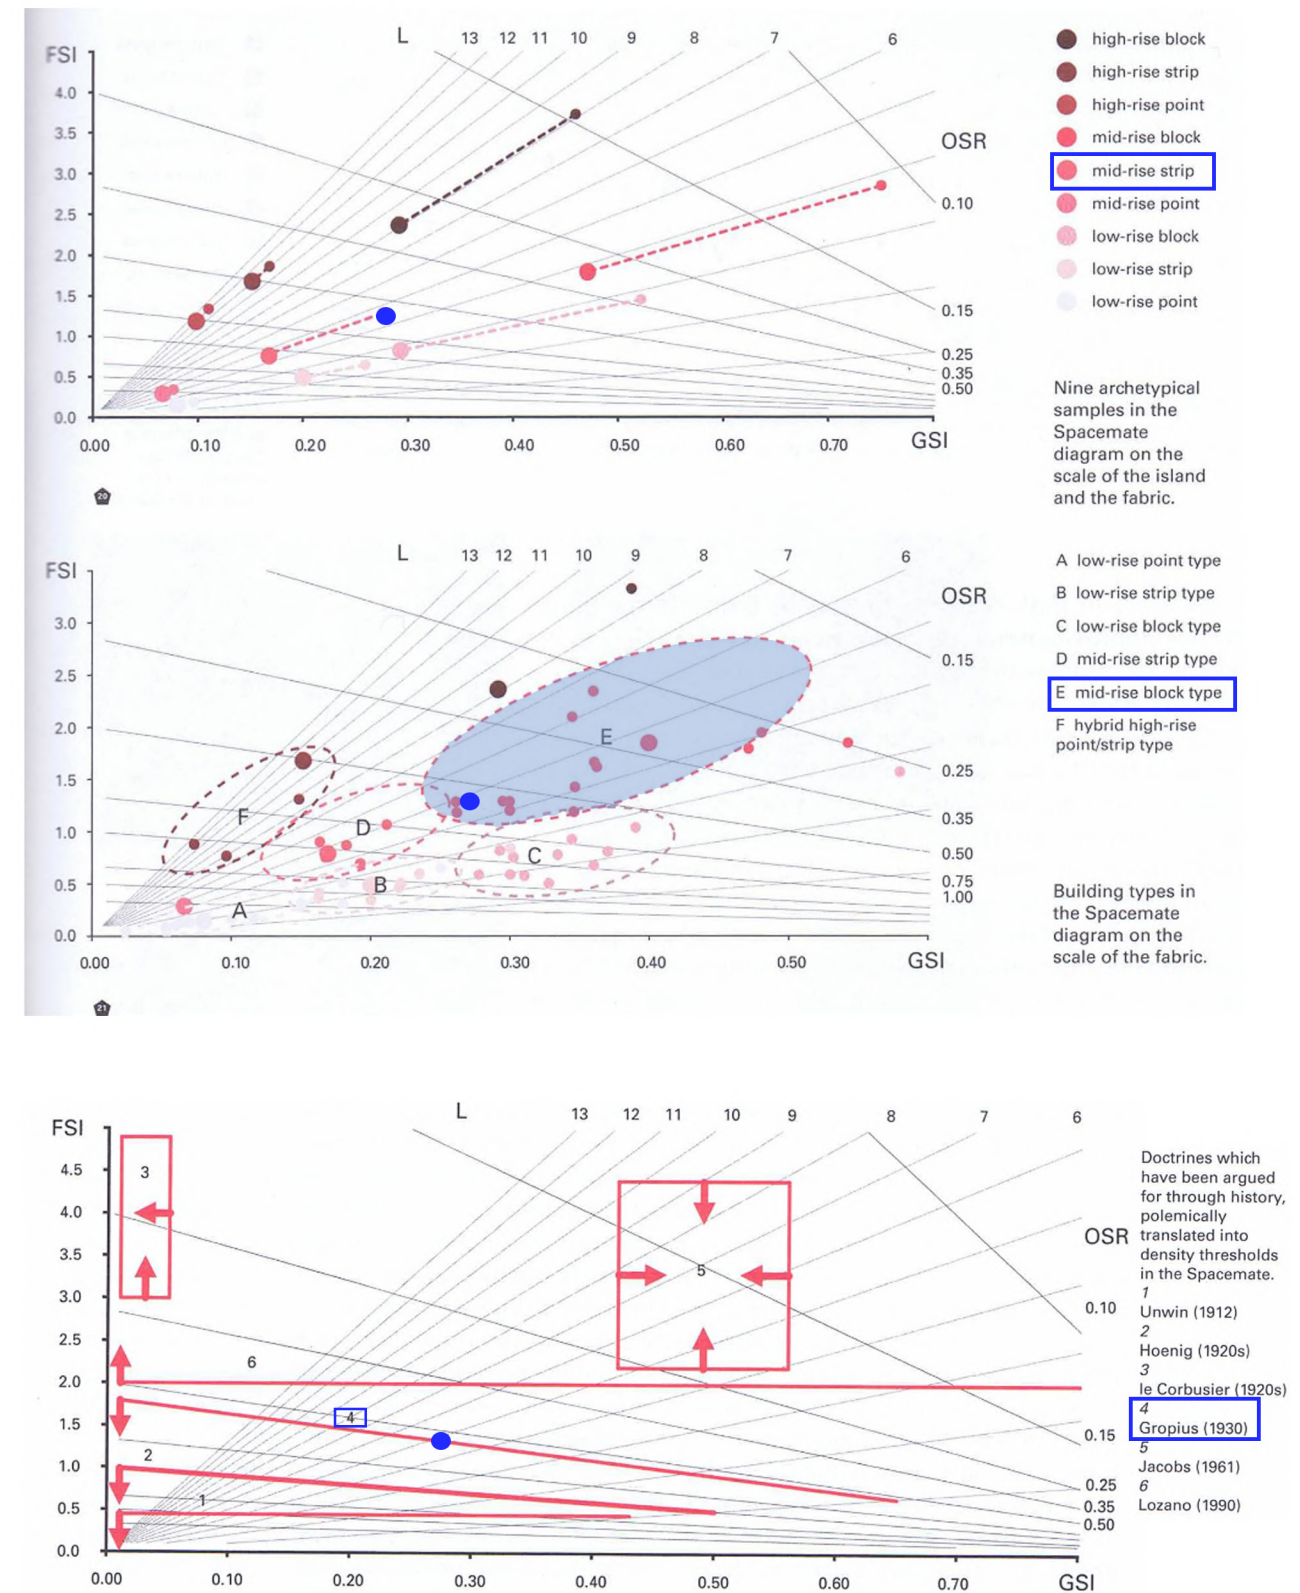 FSI
L
13 12 11 10 9 8 7 6
4.0
3.5
3.0
2.5
2.0
1.5
1.0
0.5
0.0
OSR
0.10
0.15
0.25
0.35
0.50
0.00 0.10 0.20 0.30 0.40 0.50 0.60 0.70 GSI
high-rise block
high-rise strip
high-rise point
mid-rise block
mid-rise strip
mid-rise point
low-rise block
low-rise strip
low-rise point
Nine archetypical
samples in the
Spacemate
diagram on the
scale of the island
and the fabric.
20
FSI
L
13 12 11 10 9 8 7 6
3.0
2.5
2.0
1.5
1.0
0.5
0.0
OSR
0.15
0.25
0.35
0.50
0.75
1.00
E
F
D
C
B
A
0.00 0.10 0.20 0.30 0.40 0.50 GSI
A low-rise point type
B low-rise strip type
C low-rise block type
D mid-rise strip type
E mid-rise block type
F hybrid high-rise
point/strip type
Building types in
the Spacemate
diagram on the
scale of the fabric.
21
FSI
L
13 12 11 10 9 8 7 6
4.5
4.0
3.5
3.0
2.5
2.0
1.5
1.0
0.5
0.0
3
5
6
4
2
1
OSR
0.10
0.15
0.25
0.35
0.50
0.00 0.10 0.20 0.30 0.40 0.50 0.60 0.70 GSI
Doctrines which
have been argued
for through history,
polemically
translated into
density thresholds
in the Spacemate.
1
Unwin (1912)
2
Hoenig (1920s)
3
le Corbusier (1920s)
4
Gropius (1930)
5
Jacobs (1961)
6
Lozano (1990)